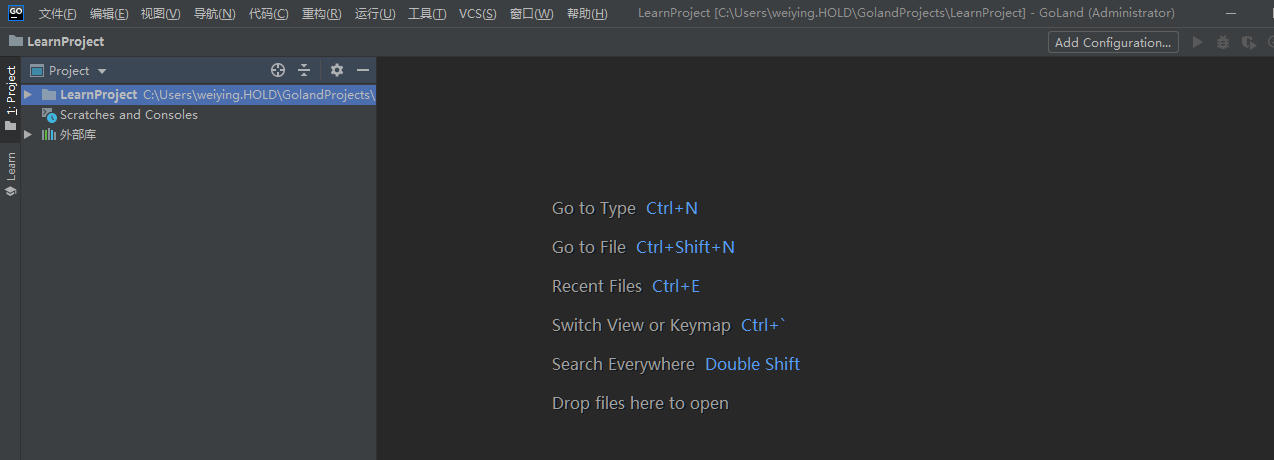 GO 文件(F) 编辑(E) 视图(V) 导航(N) 代码(C) 重构(R) 运行(U) 工具(T) VCS(S) 窗口(W) 帮助(H) LearnProject [C:\Users\weiying.HOLD\GolandProjects\LearnProject] - GoLand (Administrator)
LearnProject Add Configuration...
1: Project
Project
LearnProject C:\Users\weiying.HOLD\GolandProjects\
Scratches and Consoles
外部库
Learn
Go to Type Ctrl+N
Go to File Ctrl+Shift+N
Recent Files Ctrl+E
Switch View or Keymap Ctrl+`
Search Everywhere Double Shift
Drop files here to open